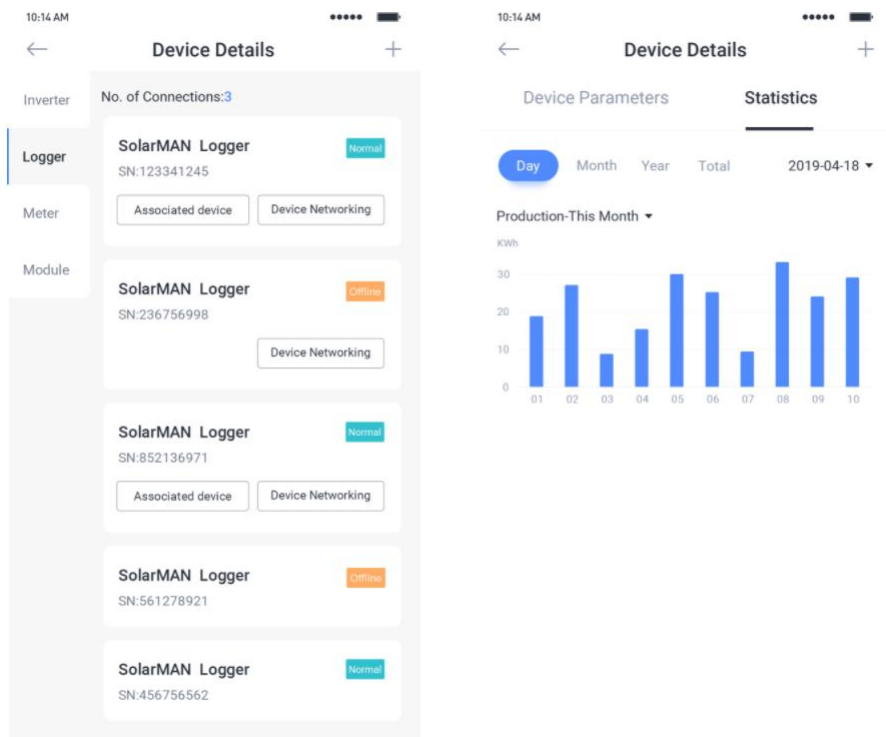 10:14 AM
Device Details
Inverter
Logger
Meter
Module
No. of Connections:3
SolarMAN Logger
Normal
SN:123341245
Associated device
Device Networking
SolarMAN Logger
Offline
SN:236756998
Device Networking
SolarMAN Logger
Normal
SN:852136971
Associated device
Device Networking
SolarMAN Logger
Offline
SN:561278921
SolarMAN Logger
Normal
SN:456756562
10:14 AM
Device Details
Device Parameters
Statistics
Day
Month
Year
Total
2019-04-18
Production-This Month
KWh
30
20
10
0
01 02 03 04 05 06 07 08 09 10